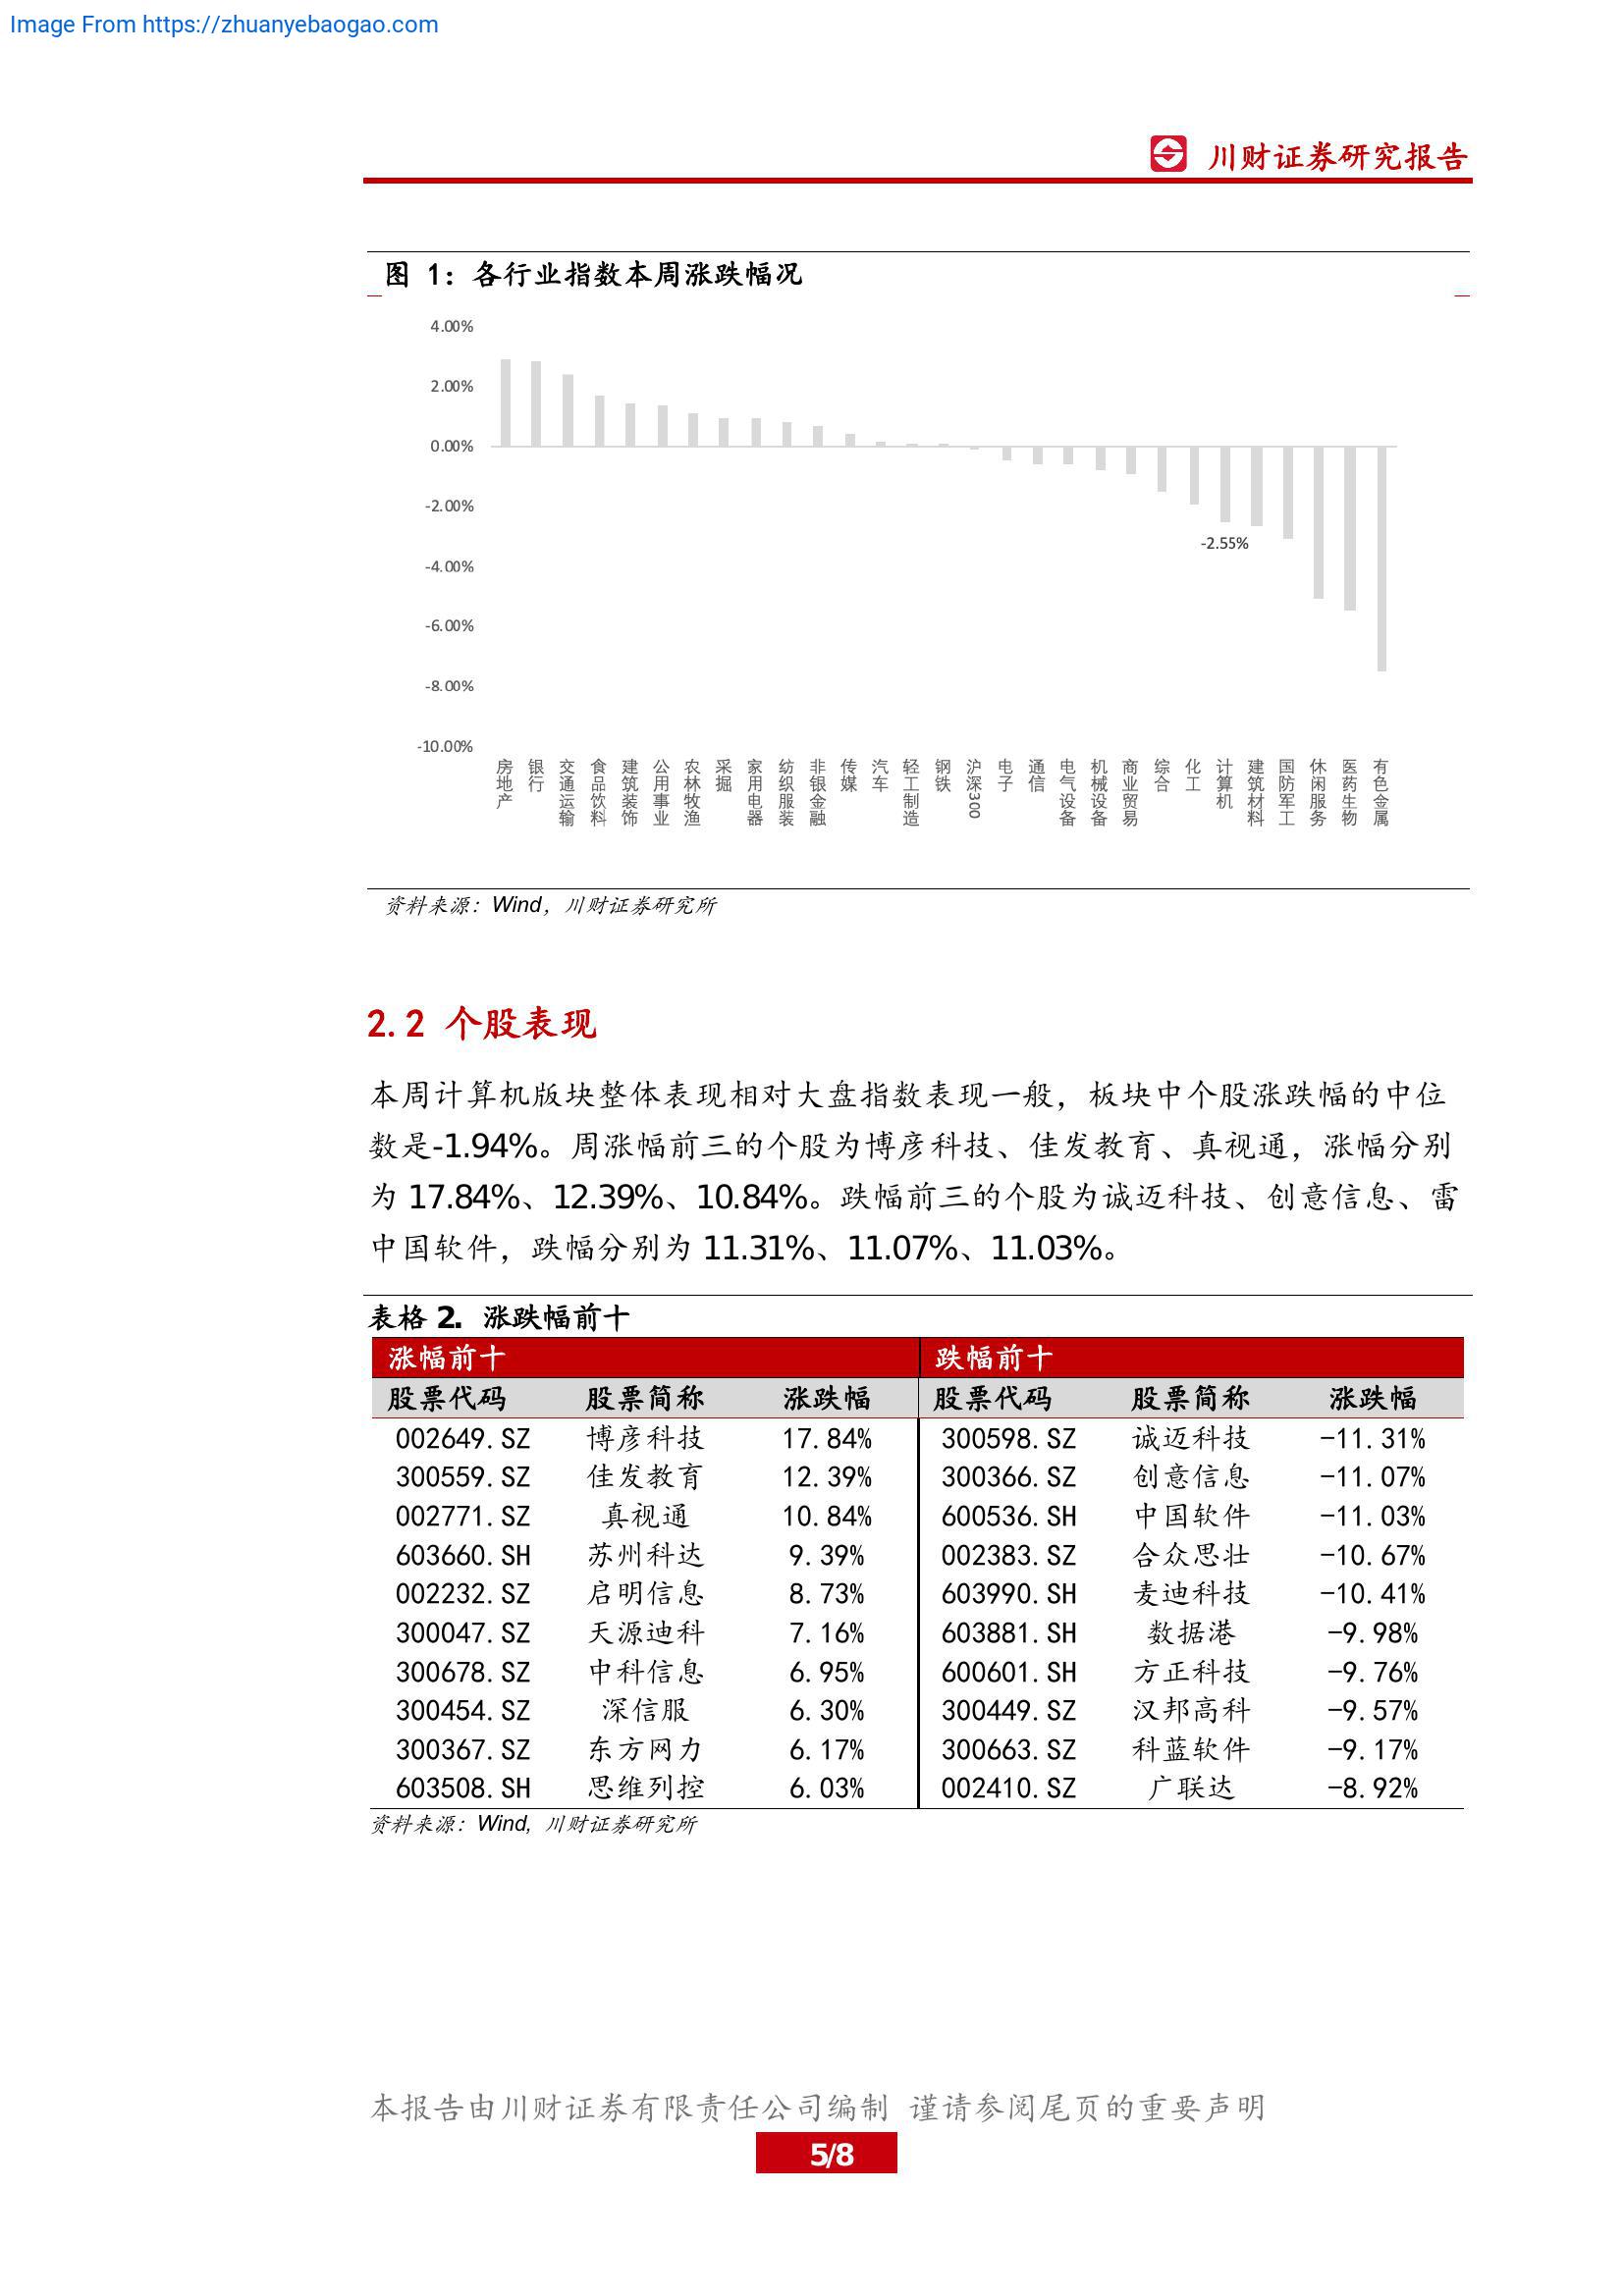 Image From https://zhuanyebaogao.com
川财证券研究报告
图 1：各行业指数本周涨跌幅况
4.00%
2.00%
0.00%
-2.00%
-2.55%
-4.00%
-6.00%
-8.00%
-10.00%
房地产 银行 交通运输 食品饮料 建筑装饰 公用事业 农林牧渔 采掘 家用电器 纺织服装 非银金融 传媒 汽车 轻工制造 钢铁 沪深300 电子 通信 电气设备 机械设备 商业贸易 综合 化工 计算机 建筑材料 国防军工 休闲服务 医药生物 有色金属
资料来源：Wind，川财证券研究所
2.2 个股表现
本周计算机版块整体表现相对大盘指数表现一般，板块中个股涨跌幅的中位
数是-1.94%。周涨幅前三的个股为博彦科技、佳发教育、真视通，涨幅分别
为 17.84%、12.39%、10.84%。跌幅前三的个股为诚迈科技、创意信息、雷
中国软件，跌幅分别为 11.31%、11.07%、11.03%。
表格 2. 涨跌幅前十
涨幅前十 跌幅前十
股票代码 股票简称 涨跌幅 股票代码 股票简称 涨跌幅
002649.SZ 博彦科技 17.84% 300598.SZ 诚迈科技 -11.31%
300559.SZ 佳发教育 12.39% 300366.SZ 创意信息 -11.07%
002771.SZ 真视通 10.84% 600536.SH 中国软件 -11.03%
603660.SH 苏州科达 9.39% 002383.SZ 合众思壮 -10.67%
002232.SZ 启明信息 8.73% 603990.SH 麦迪科技 -10.41%
300047.SZ 天源迪科 7.16% 603881.SH 数据港 -9.98%
300678.SZ 中科信息 6.95% 600601.SH 方正科技 -9.76%
300454.SZ 深信服 6.30% 300449.SZ 汉邦高科 -9.57%
300367.SZ 东方网力 6.17% 300663.SZ 科蓝软件 -9.17%
603508.SH 思维列控 6.03% 002410.SZ 广联达 -8.92%
资料来源：Wind, 川财证券研究所
本报告由川财证券有限责任公司编制 谨请参阅尾页的重要声明
5/8